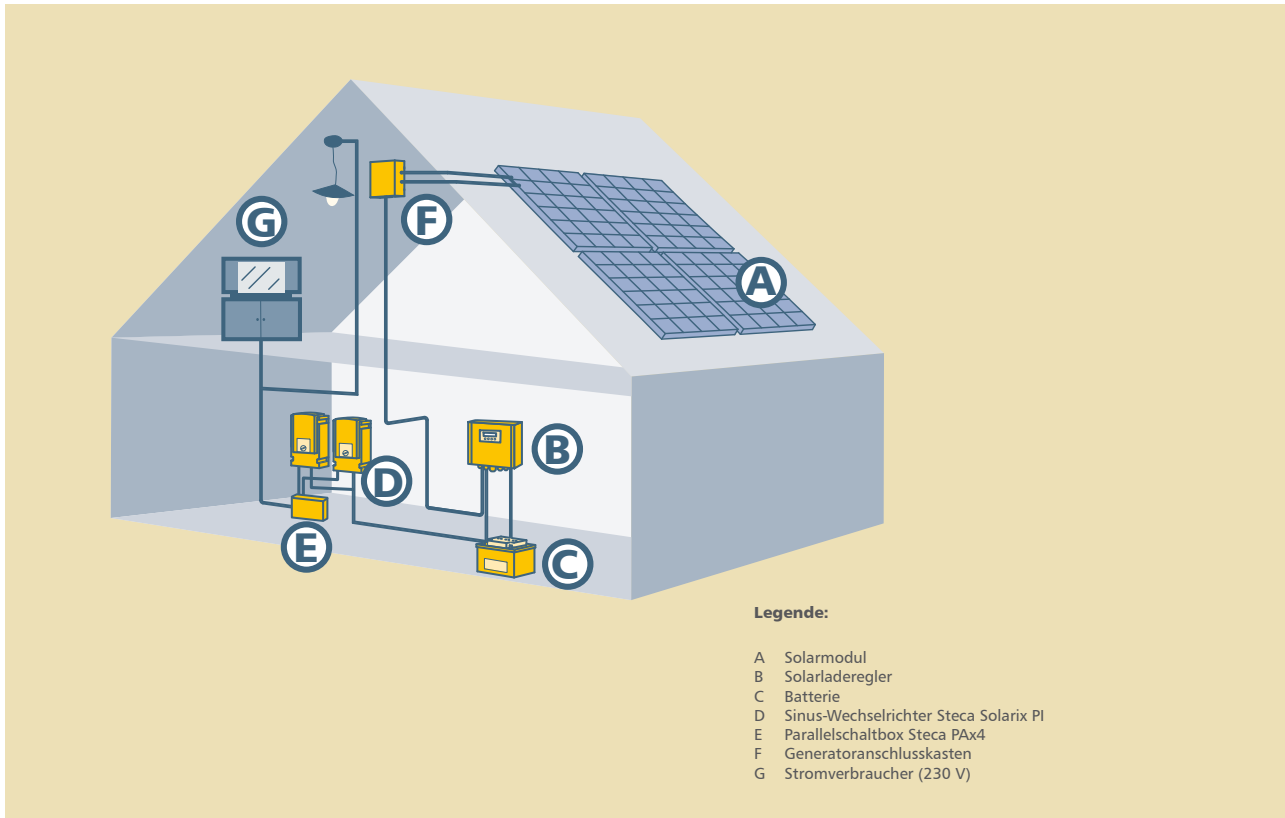 G
F
A
B
D
E
C
Legende:
A Solarmodul
B Solarladeregler
C Batterie
D Sinus-Wechselrichter Steca Solarix PI
E Parallelschaltbox Steca PAx4
F Generatoranschlusskasten
G Stromverbraucher (230 V)